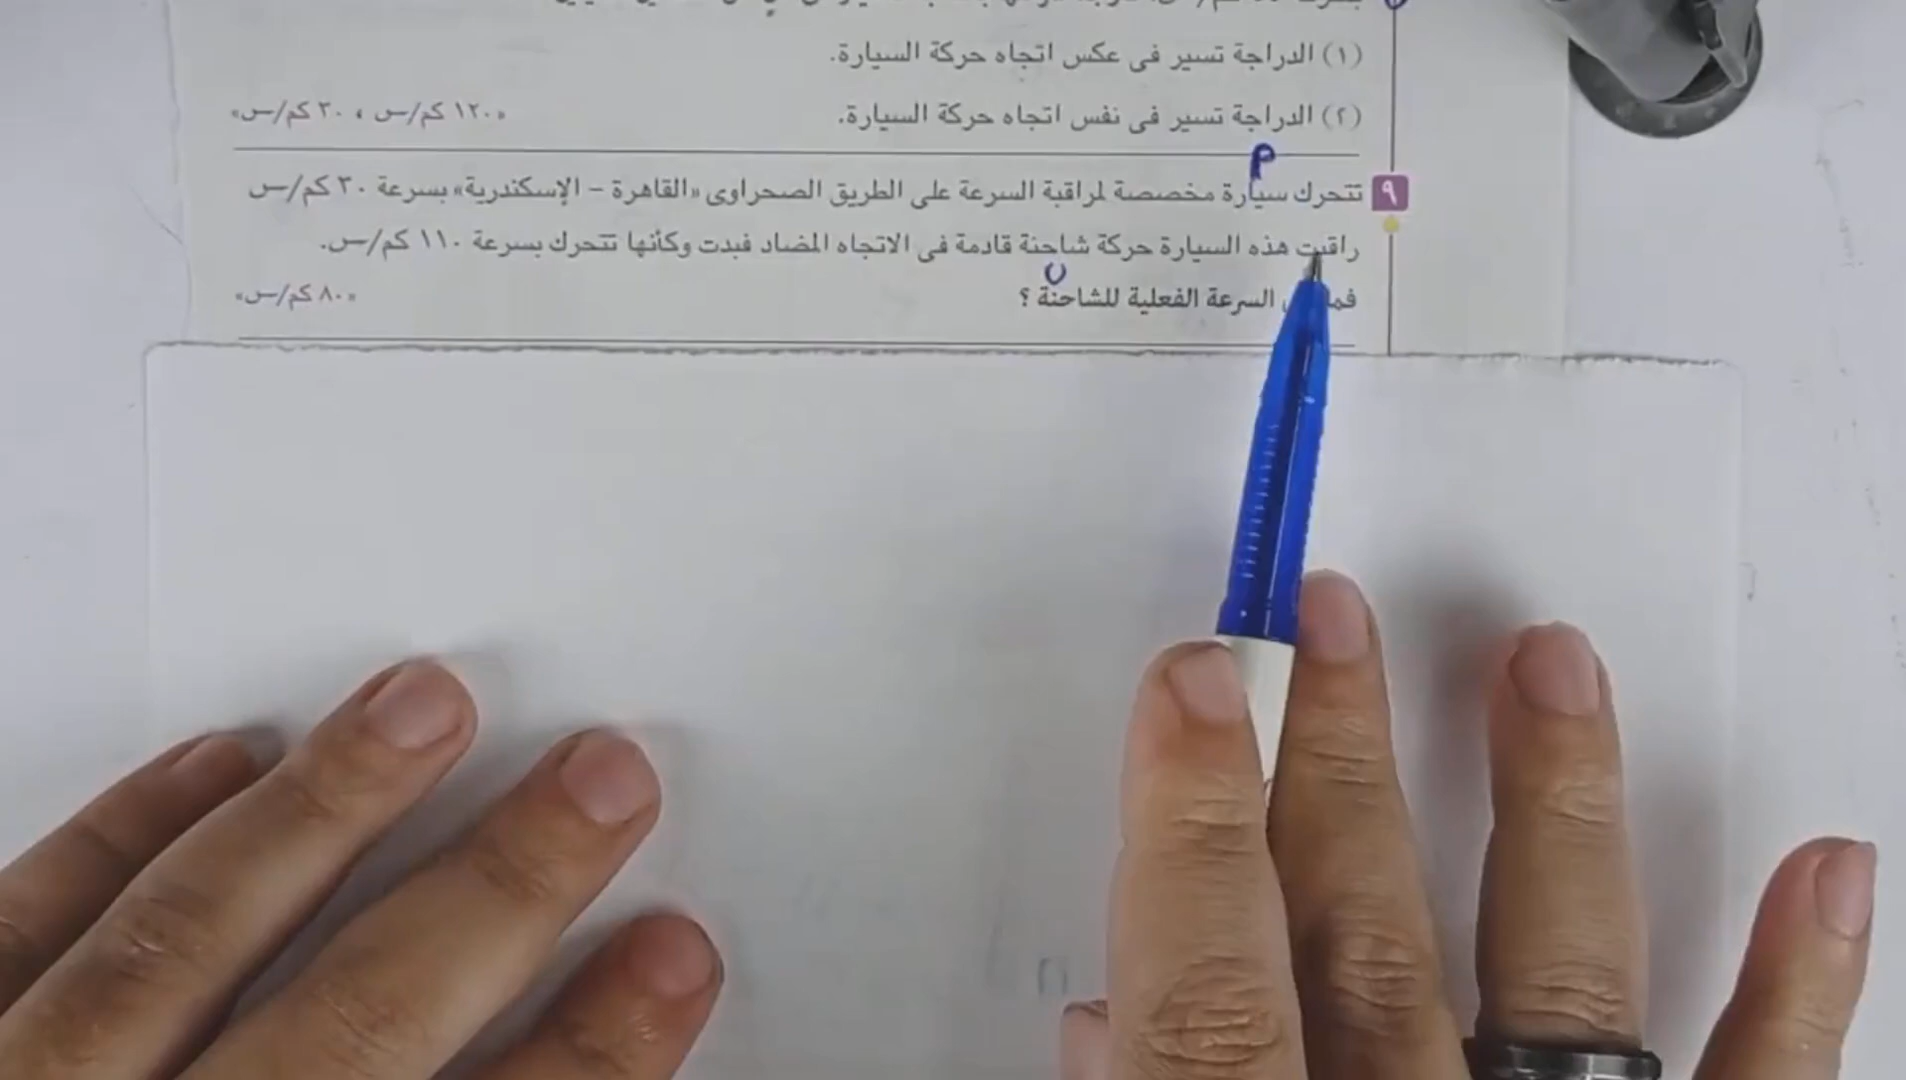 (١) الدراجة تسير فى عكس اتجاه حركة السيارة.
(٢) الدراجة تسير فى نفس اتجاه حركة السيارة. «١٢٠ كم/س ، ٣٠ كم/س»
م
٩ تتحرك سيارة مخصصة لمراقبة السرعة على الطريق الصحراوى «القاهرة – الإسكندرية» بسرعة ٣٠ كم/س
راقبت هذه السيارة حركة شاحنة قادمة فى الاتجاه المضاد فبدت وكأنها تتحرك بسرعة ١١٠ كم/س.
السرعة الفعلية للشاحنة ؟ «٨٠ كم/س»